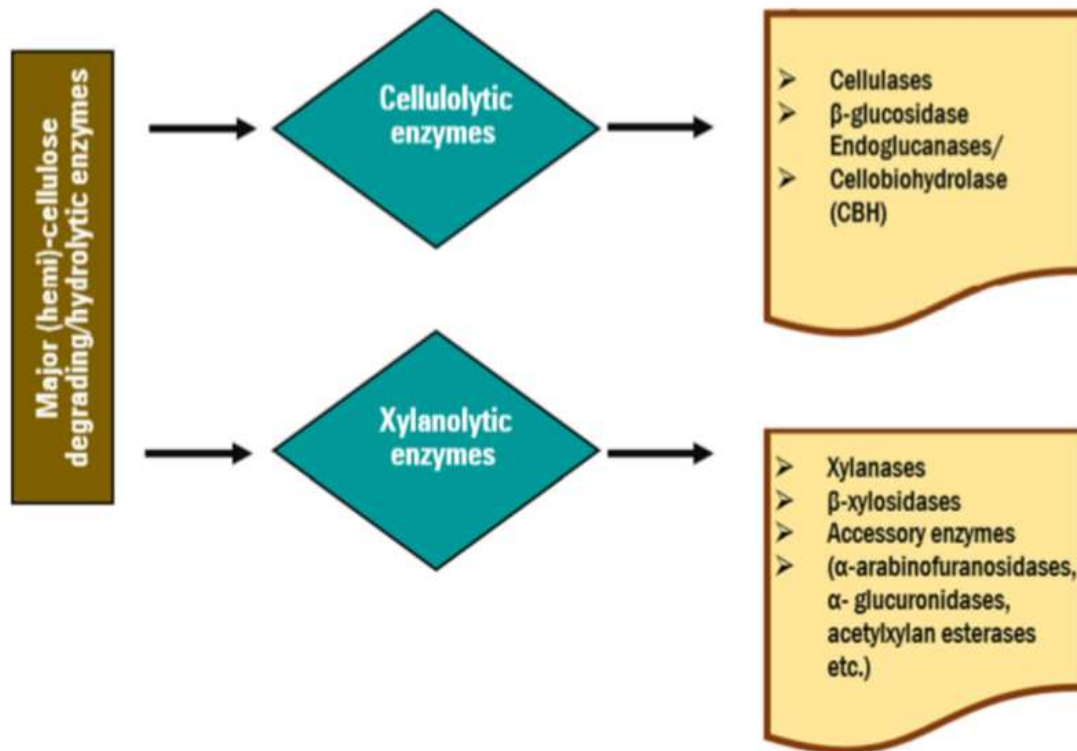 Major (hemi)-cellulose
degrading/hydrolytic enzymes
Cellulolytic
enzymes
➢ Cellulases
➢ β-glucosidase
Endoglucanases/
➢ Cellobiohydrolase
(CBH)
Xylanolytic
enzymes
➢ Xylanases
➢ β-xylosidases
➢ Accessory enzymes
➢ (α-arabinofuranosidases,
α- glucuronidases,
acetylxylan esterases
etc.)